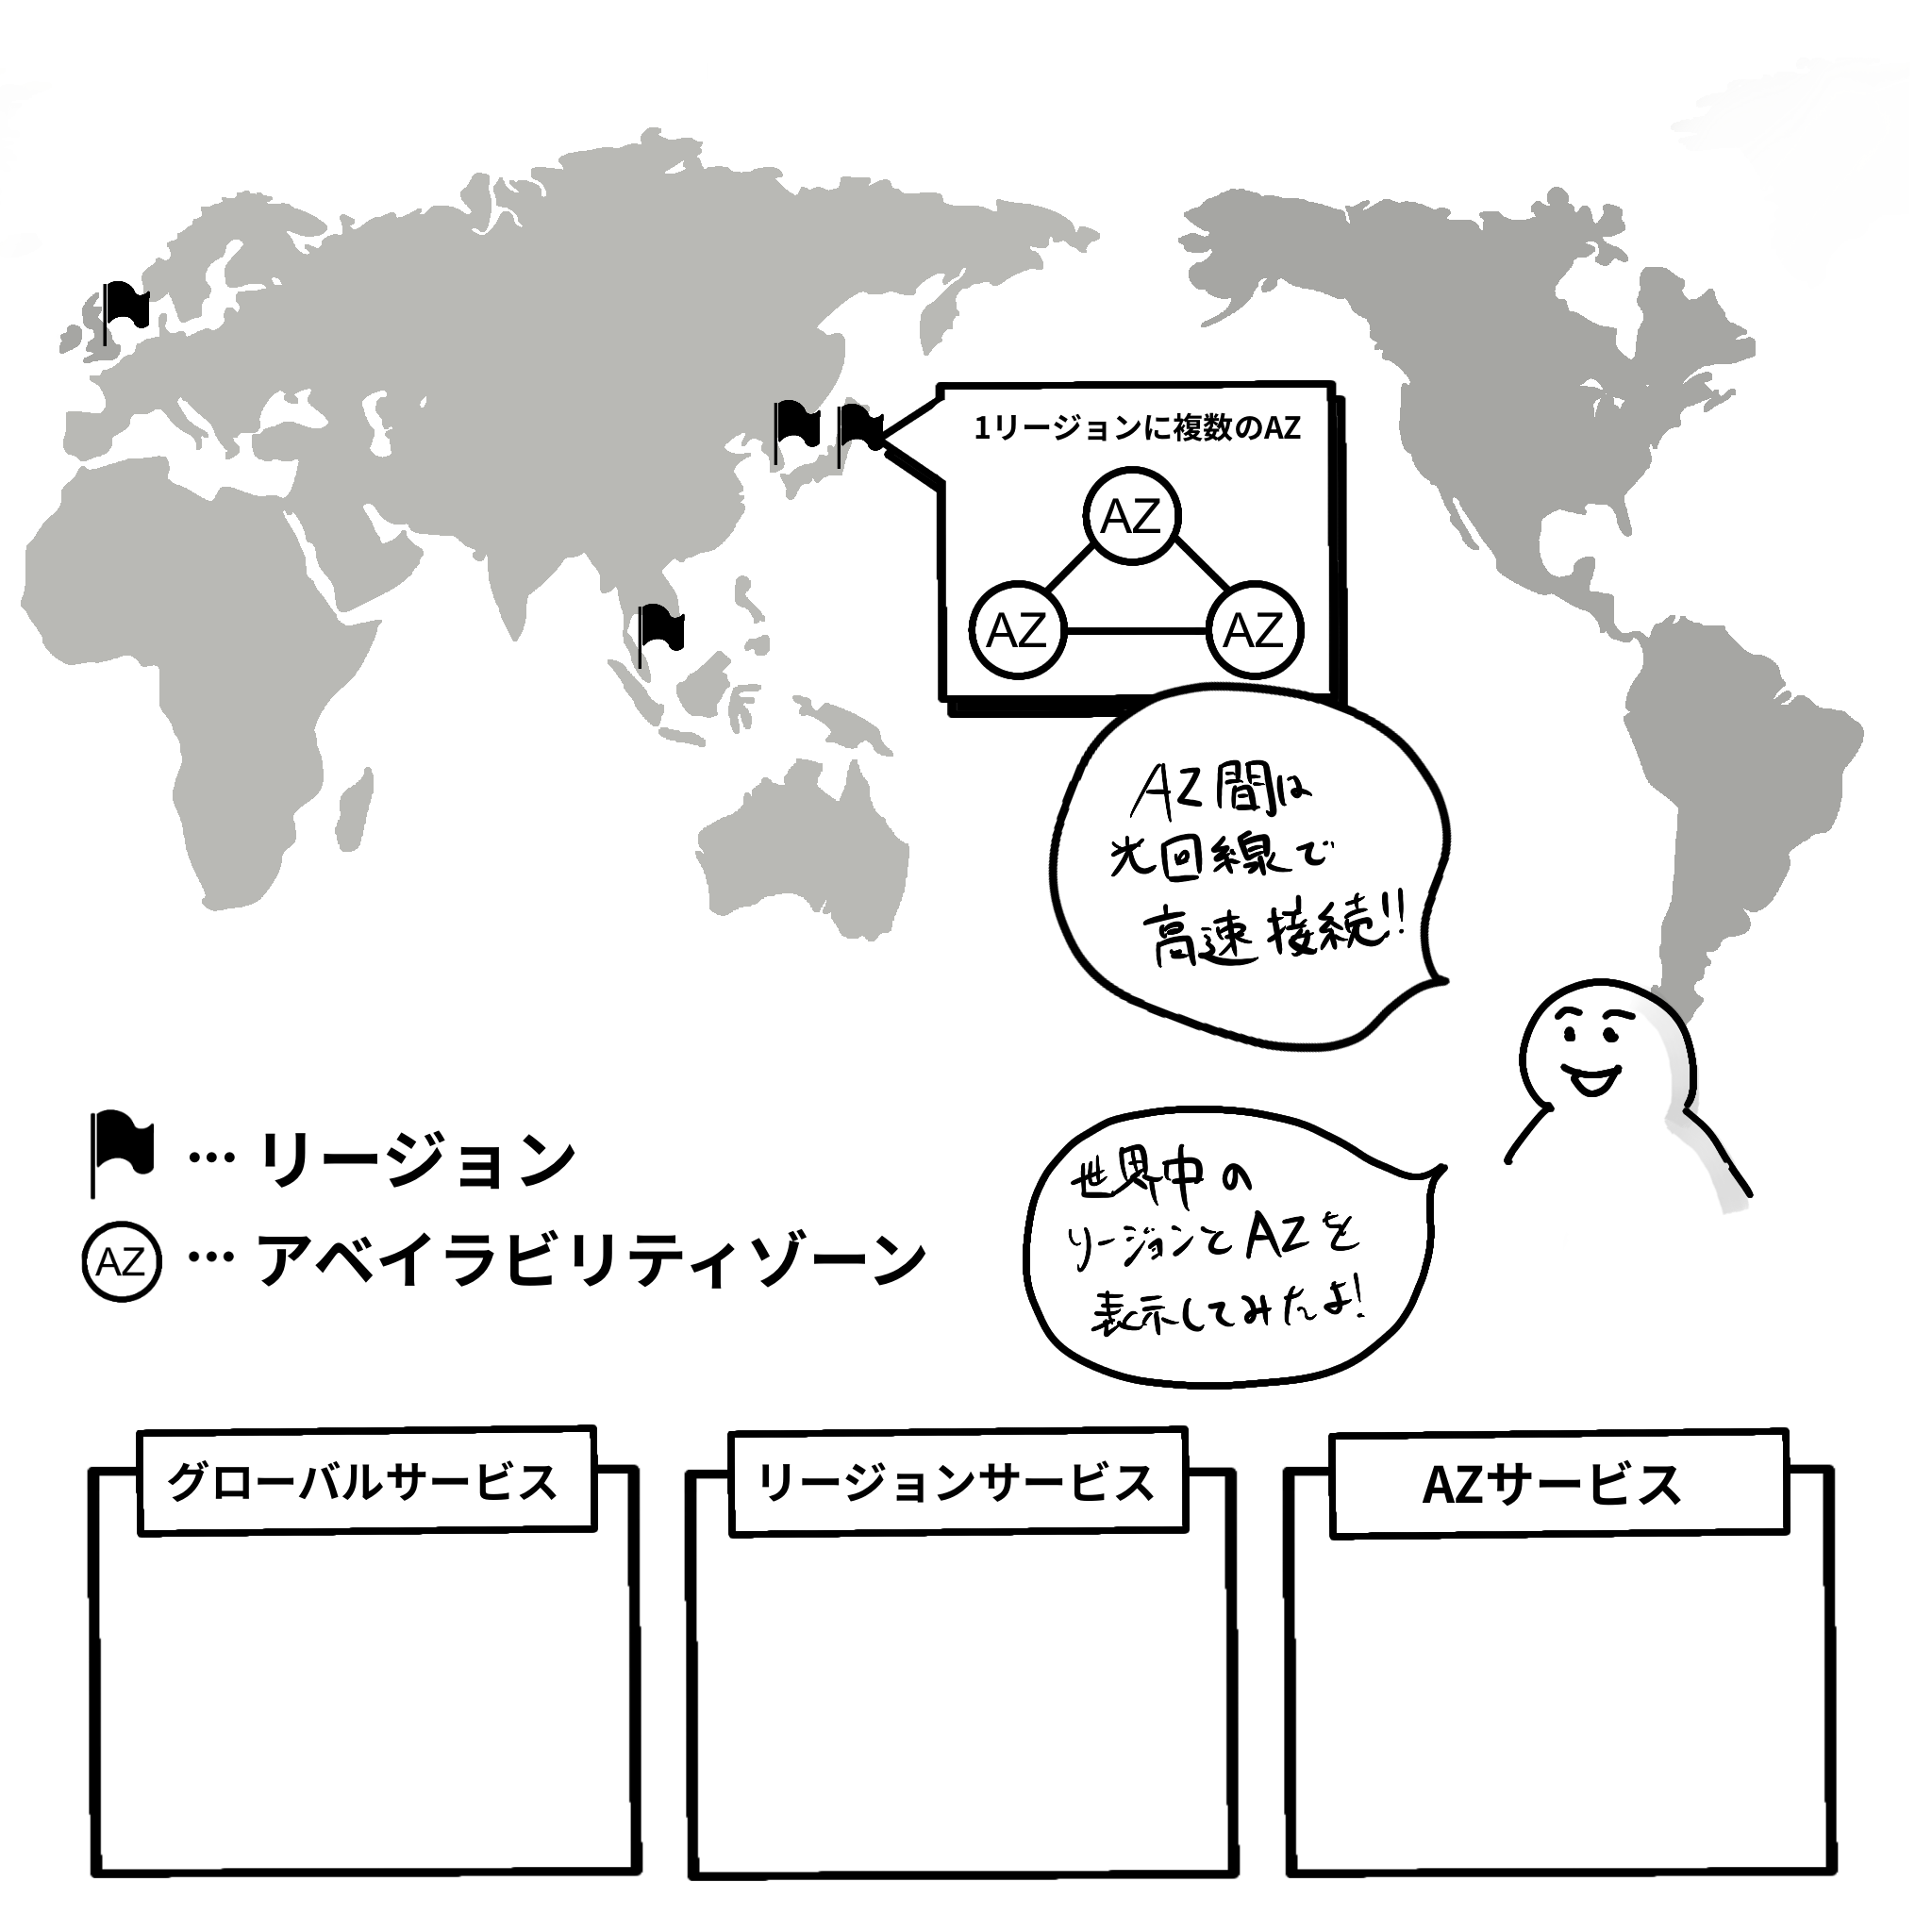 1リージョンに複数のAZ
AZ
AZ
AZ
AZ間は
光回線で
高速接続!!
… リージョン
AZ … アベイラビリティゾーン
世界中の
リージョンとAZを
表示してみたよ!
グローバルサービス
リージョンサービス
AZサービス